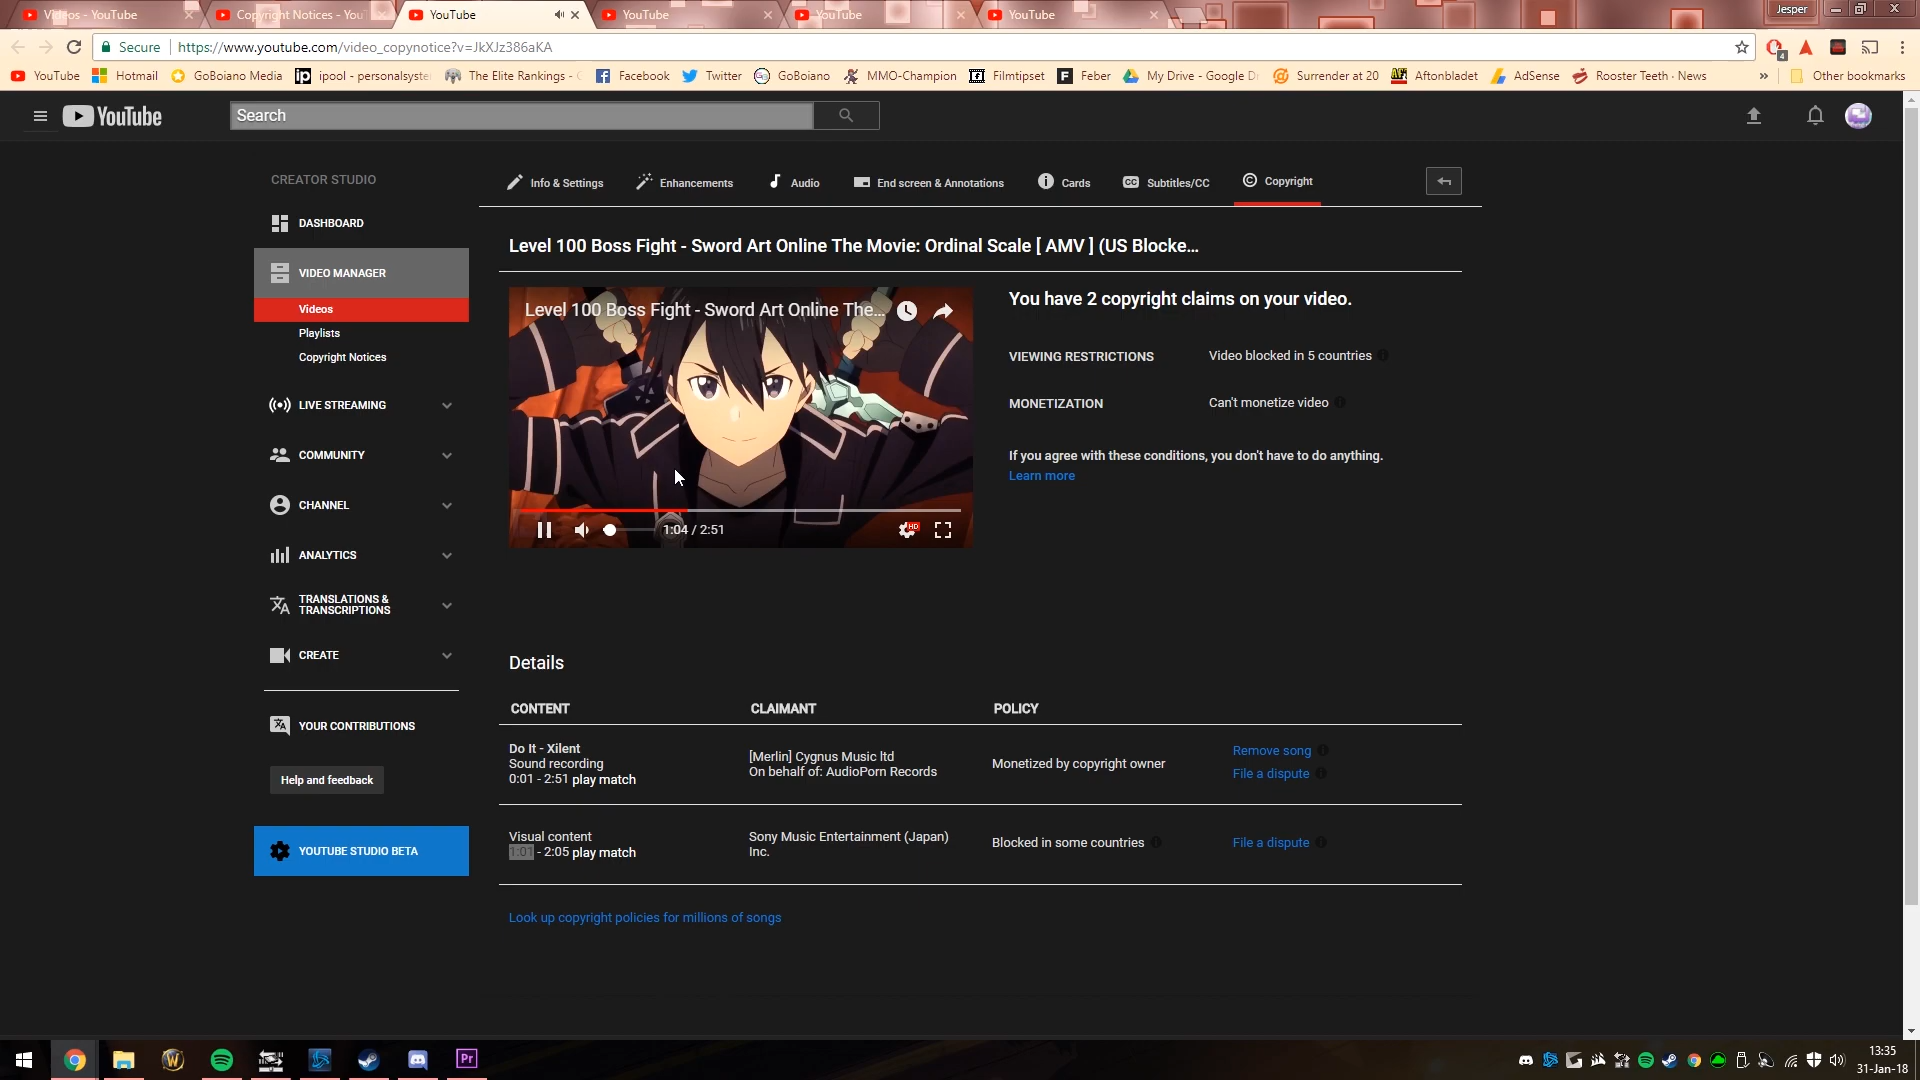 Videos - YouTube
Copyright Notices - You
YouTube
YouTube
YouTube
YouTube
Jesper
Secure
https://www.youtube.com/video_copynotice?v=JkXJz386aKA
4
YouTube
Hotmail
GoBoiano Media
ipool - personalsyste
The Elite Rankings -
Facebook
Twitter
GoBoiano
MMO-Champion
Filmtipset
Feber
My Drive - Google D
Surrender at 20
Aftonbladet
AdSense
Rooster Teeth · News
»
Other bookmarks
YouTube
Search
CREATOR STUDIO
DASHBOARD
VIDEO MANAGER
Videos
Playlists
Copyright Notices
LIVE STREAMING
COMMUNITY
CHANNEL
ANALYTICS
TRANSLATIONS &
TRANSCRIPTIONS
CREATE
YOUR CONTRIBUTIONS
Help and feedback
YOUTUBE STUDIO BETA
Info & Settings
Enhancements
Audio
End screen & Annotations
Cards
CC Subtitles/CC
Copyright
Level 100 Boss Fight - Sword Art Online The Movie: Ordinal Scale [ AMV ] (US Blocke...
Level 100 Boss Fight - Sword Art Online The...
1:04 / 2:51
HD
You have 2 copyright claims on your video.
VIEWING RESTRICTIONS
Video blocked in 5 countries
MONETIZATION
Can't monetize video
If you agree with these conditions, you don't have to do anything.
Learn more
Details
CONTENT
CLAIMANT
POLICY
Do It - Xilent
Sound recording
0:01 - 2:51 play match
[Merlin] Cygnus Music ltd
On behalf of: AudioPorn Records
Monetized by copyright owner
Remove song
File a dispute
Visual content
1:01 - 2:05 play match
Sony Music Entertainment (Japan)
Inc.
Blocked in some countries
File a dispute
Look up copyright policies for millions of songs
Pr
13:35
31-Jan-18